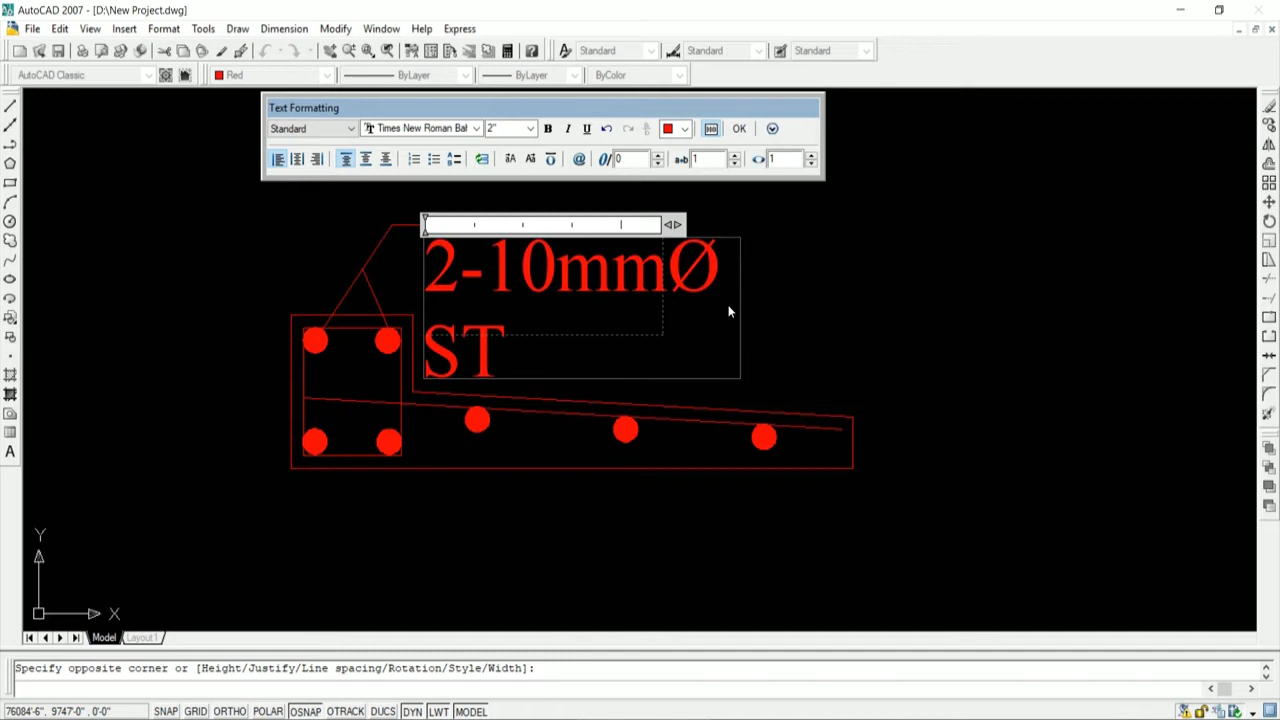 AutoCAD 2007 - [D:\New Project.dwg]
File Edit View Insert Format Tools Draw Dimension Modify Window Help Express
Standard Standard Standard
AutoCAD Classic Red ByLayer ByLayer ByColor
Text Formatting
Standard Times New Roman Bal 2" B I U OK
@ 0/ 0 a•b 1 1
2-10mmØ
ST
Y
X
A
Model Layout1
Specify opposite corner or [Height/Justify/Line spacing/Rotation/Style/Width]:
76084'-6", 9747'-0" , 0'-0" SNAP GRID ORTHO POLAR OSNAP OTRACK DUCS DYN LWT MODEL